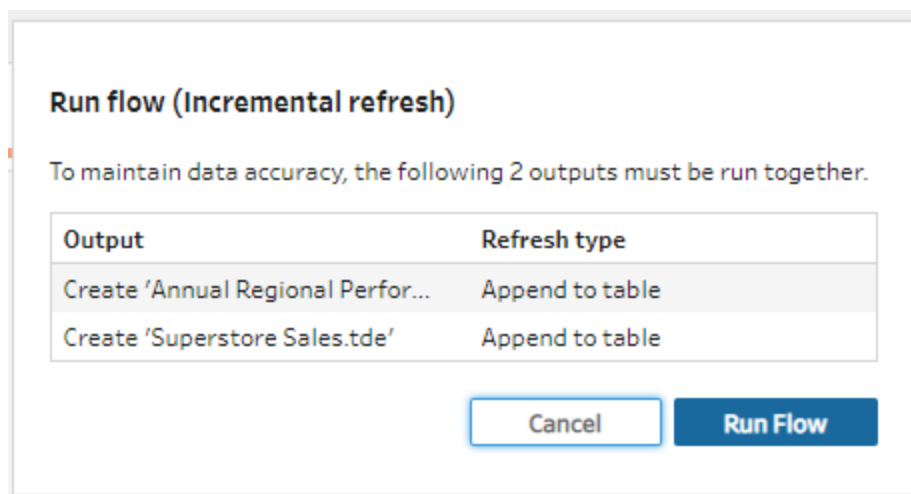 Run flow (Incremental refresh)
To maintain data accuracy, the following 2 outputs must be run together.
Output Refresh type
Create 'Annual Regional Perfor... Append to table
Create 'Superstore Sales.tde' Append to table
Cancel Run Flow